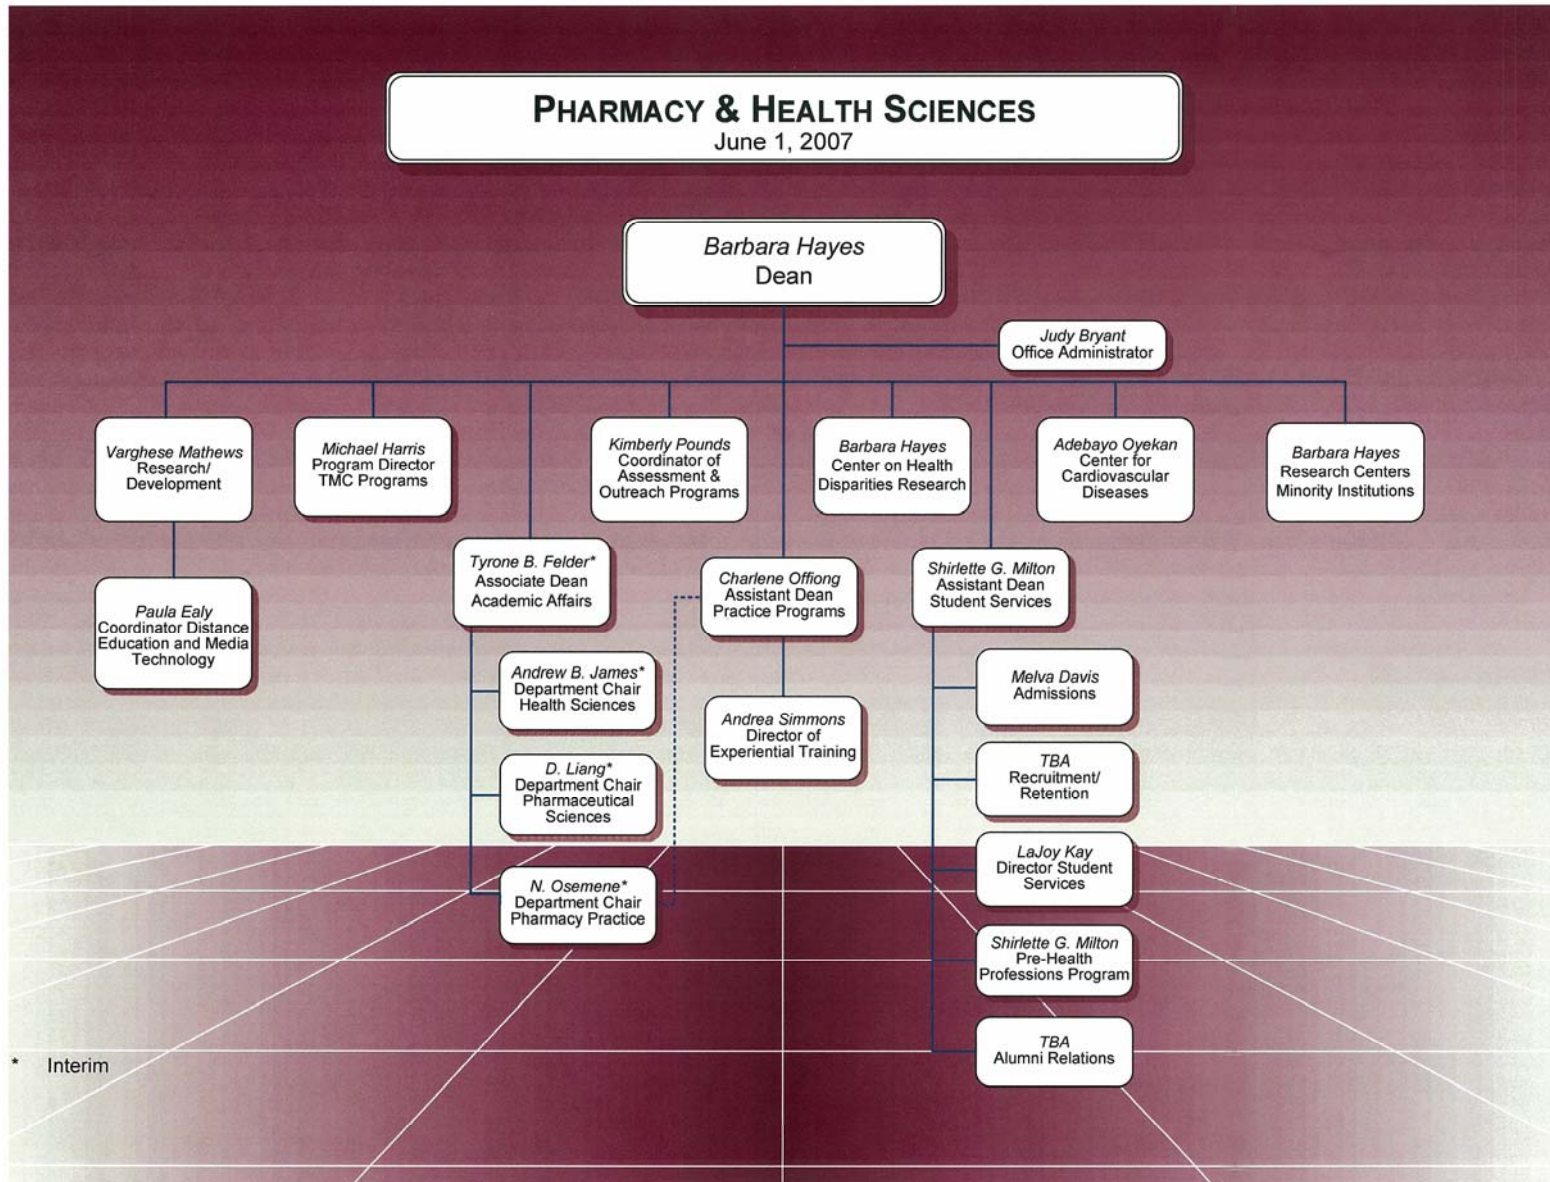 PHARMACY & HEALTH SCIENCES
June 1, 2007
Barbara Hayes
Dean
Judy Bryant
Office Administrator
Varghese Mathews
Research/
Development
Michael Harris
Program Director
TMC Programs
Kimberly Pounds
Coordinator of
Assessment &
Outreach Programs
Barbara Hayes
Center on Health
Disparities Research
Adebayo Oyekan
Center for
Cardiovascular
Diseases
Barbara Hayes
Research Centers
Minority Institutions
Paula Ealy
Coordinator Distance
Education and Media
Technology
Tyrone B. Felder*
Associate Dean
Academic Affairs
Charlene Offiong
Assistant Dean
Practice Programs
Shirlette G. Milton
Assistant Dean
Student Services
Andrew B. James*
Department Chair
Health Sciences
D. Liang*
Department Chair
Pharmaceutical
Sciences
N. Osemene*
Department Chair
Pharmacy Practice
Andrea Simmons
Director of
Experiential Training
Melva Davis
Admissions
TBA
Recruitment/
Retention
LaJoy Kay
Director Student
Services
Shirlette G. Milton
Pre-Health
Professions Program
TBA
Alumni Relations
* Interim